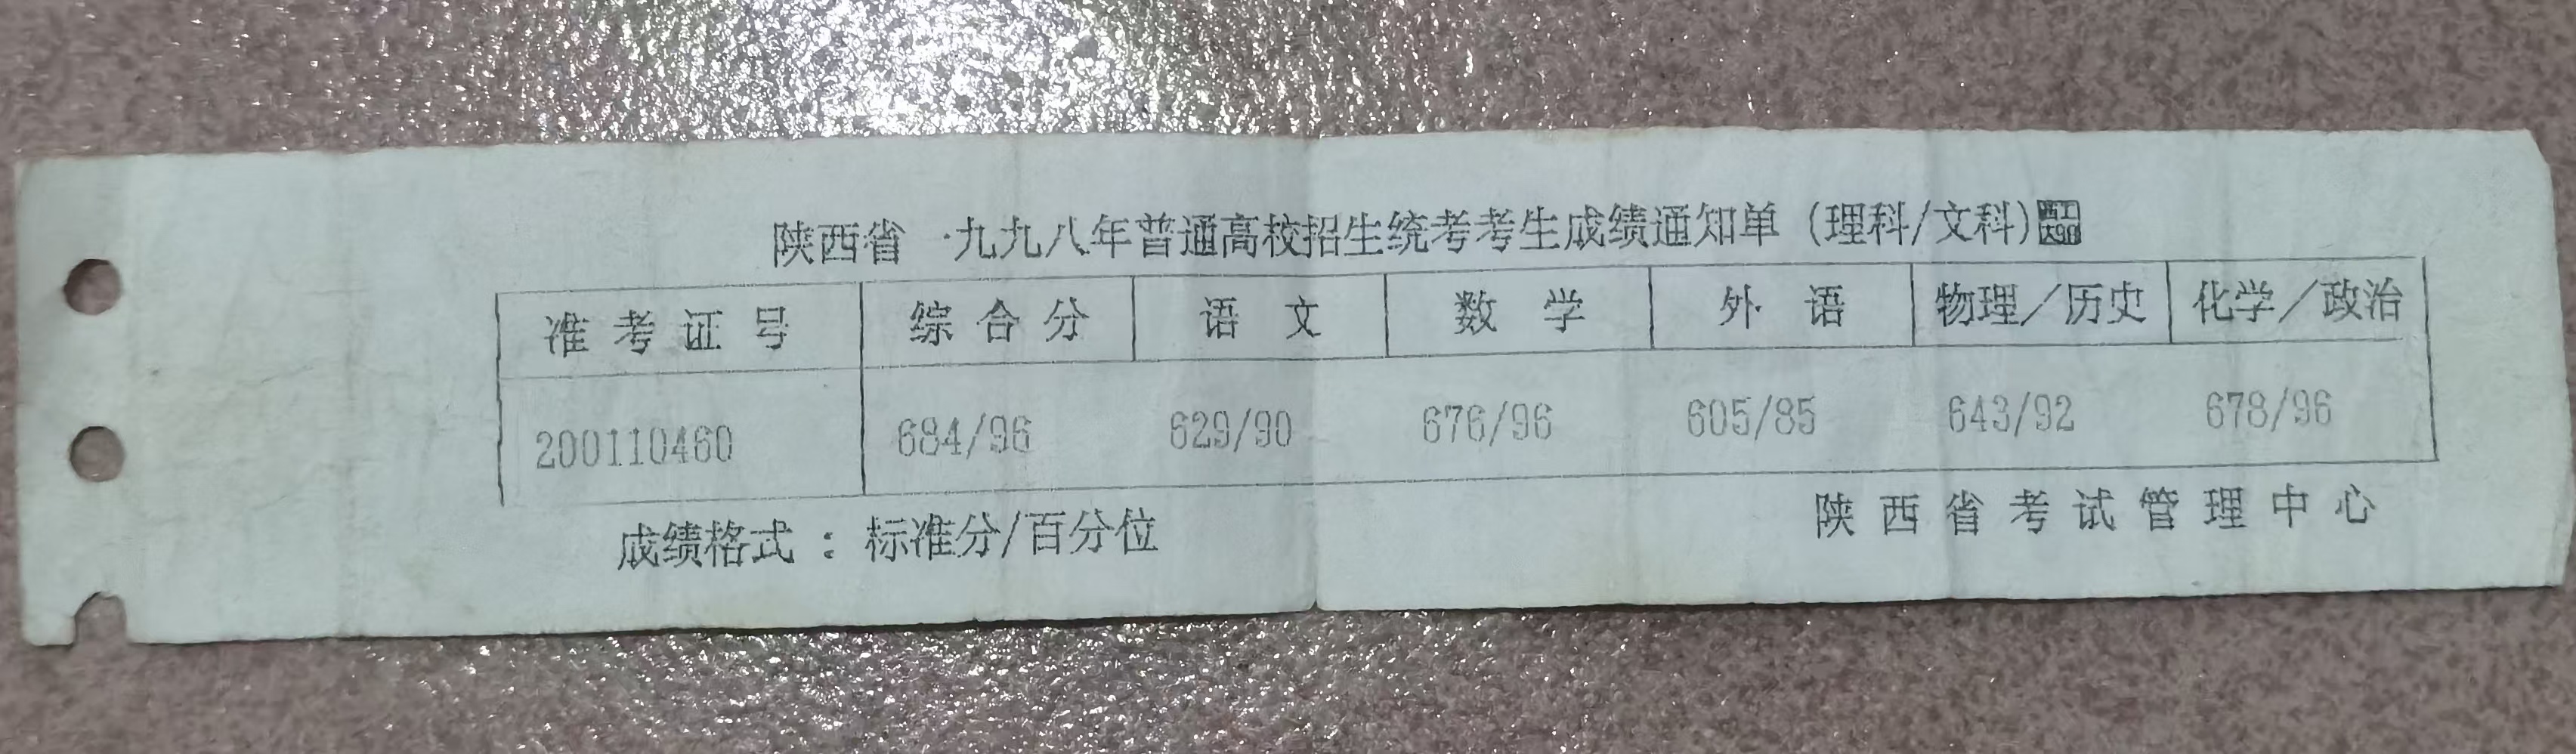 陕西省一九九八年普通高校招生统考考生成绩通知单(理科/文科)
准考证号 综合分 语文 数学 外语 物理/历史 化学/政治
200110460 684/96 629/90 676/96 605/85 643/92 678/96
成绩格式:标准分/百分位
陕西省考试管理中心